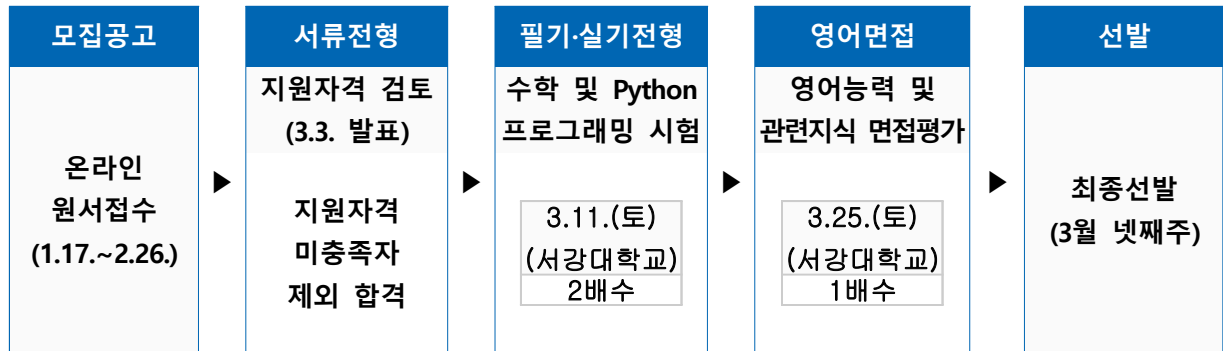 모집공고
온라인
원서접수
(1.17.~2.26.)
▶
서류전형
지원자격 검토
(3.3. 발표)
지원자격
미충족자
제외 합격
▶
필기·실기전형
수학 및 Python
프로그래밍 시험
3.11.(토)
(서강대학교)
2배수
▶
영어면접
영어능력 및
관련지식 면접평가
3.25.(토)
(서강대학교)
1배수
▶
선발
최종선발
(3월 넷째주)